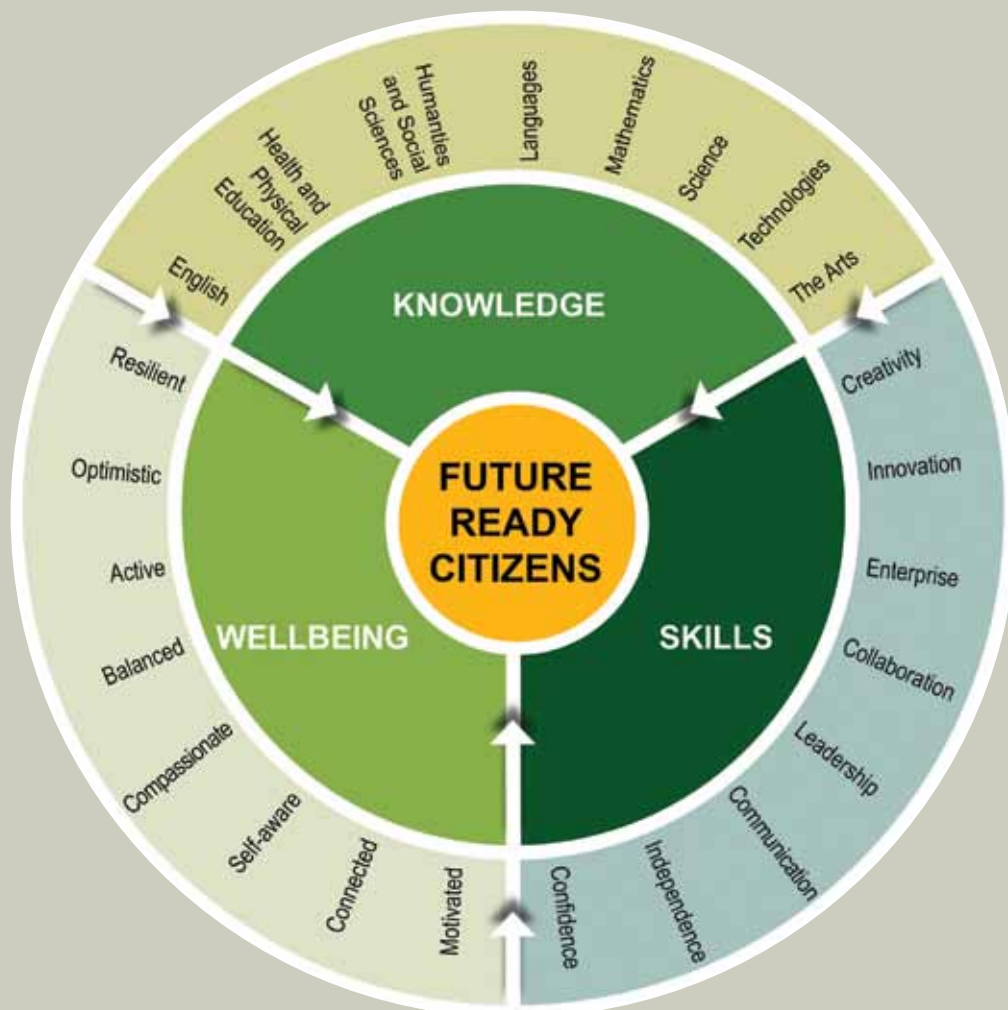 English
Health and
Physical
Education
Humanities
and Social
Sciences
Languages
Mathematics
Science
Technologies
The Arts
KNOWLEDGE
Resilient
Optimistic
Active
Balanced
Compassionate
Self-aware
Connected
Motivated
WELLBEING
FUTURE
READY
CITIZENS
SKILLS
Creativity
Innovation
Enterprise
Collaboration
Leadership
Communication
Independence
Confidence